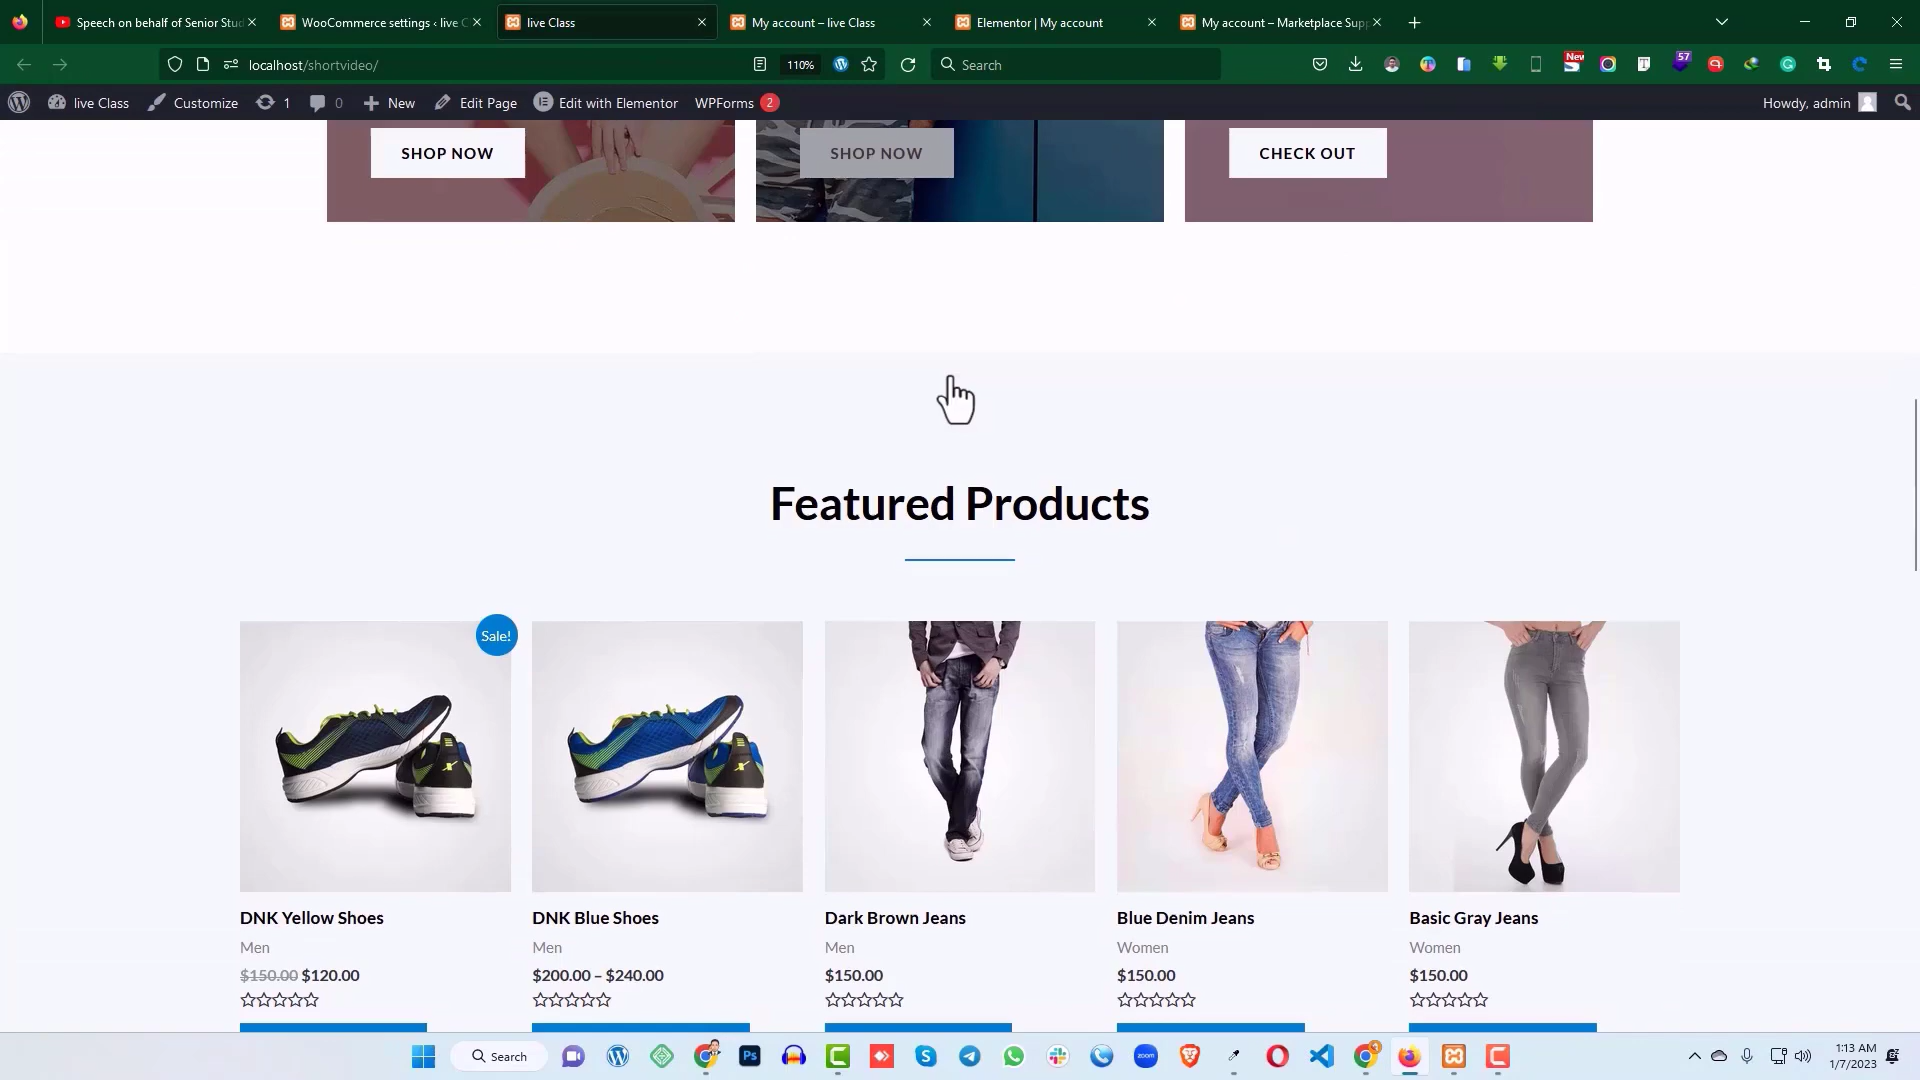 Speech on behalf of Senior Stud
WooCommerce settings ‹ live C
live Class
My account – live Class
Elementor | My account
My account – Marketplace Supp
localhost/shortvideo/
110%
Search
New
57
live Class
Customize
1
0
New
Edit Page
Edit with Elementor
WPForms 2
Howdy, admin
SHOP NOW
SHOP NOW
CHECK OUT
Featured Products
Sale!
DNK Yellow Shoes
Men
$150.00 $120.00
DNK Blue Shoes
Men
$200.00 – $240.00
Dark Brown Jeans
Men
$150.00
Blue Denim Jeans
Women
$150.00
Basic Gray Jeans
Women
$150.00
Search
Ps
zoom
1:13 AM
1/7/2023